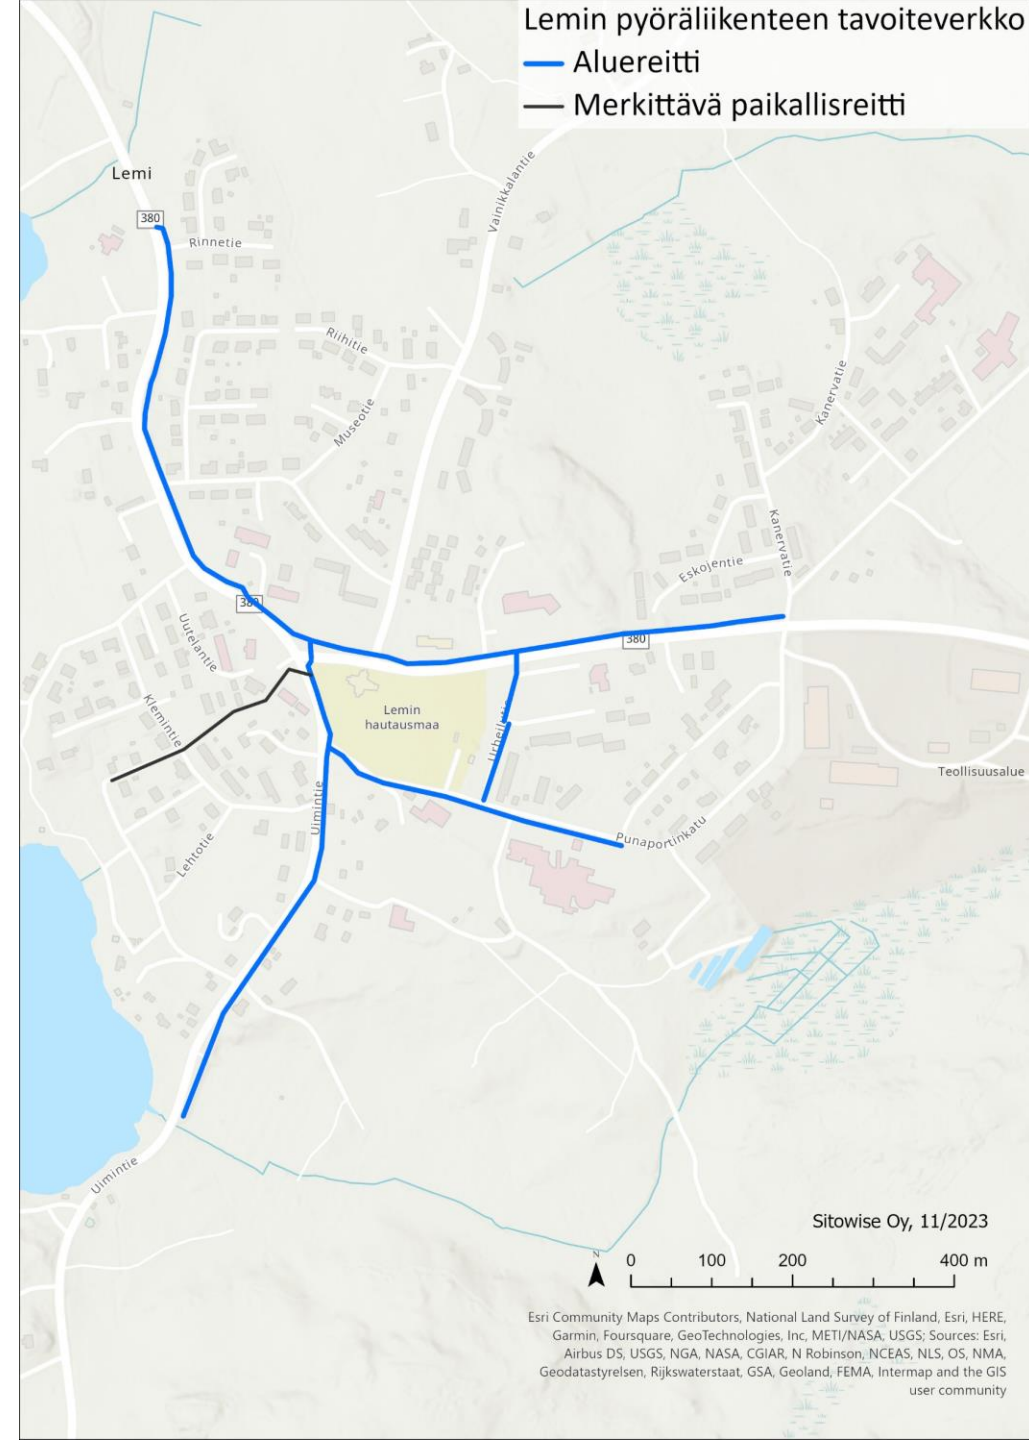 Lemin pyöräliikenteen tavoiteverkko
Aluereitti
Merkittävä paikallisreitti
Vainikkalantie
Lemi
380
Rinnetie
Riihitie
Kanervatie
Museotie
Kanervatie
Eskojentie
380
Uutelantie
380
Klemintie
Lemin
hautausmaa
Urheilutie
Teollisuusalue
Uimintie
Punaportinkatu
Lehtotie
Uimintie
Sitowise Oy, 11/2023
N
0 100 200 400 m
Esri Community Maps Contributors, National Land Survey of Finland, Esri, HERE,
Garmin, Foursquare, GeoTechnologies, Inc, METI/NASA, USGS; Sources: Esri,
Airbus DS, USGS, NGA, NASA, CGIAR, N Robinson, NCEAS, NLS, OS, NMA,
Geodatastyrelsen, Rijkswaterstaat, GSA, Geoland, FEMA, Intermap and the GIS
user community